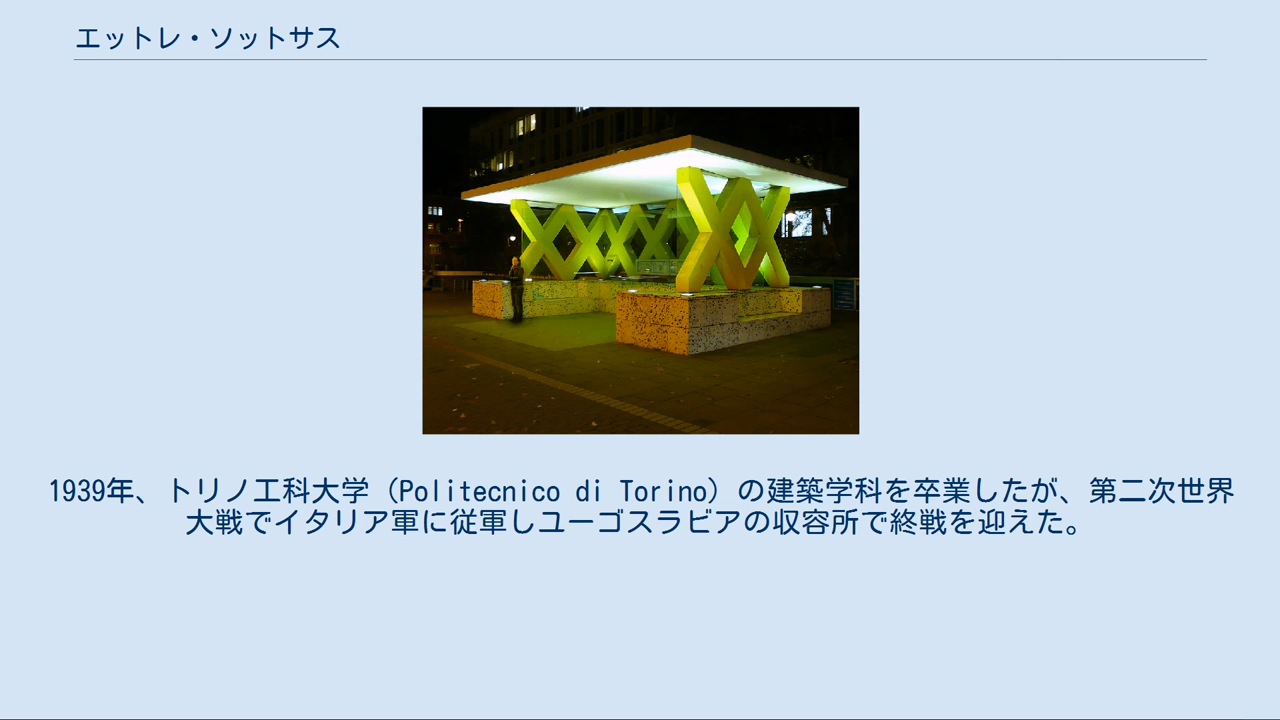 エットレ・ソットサス
1939年、トリノ工科大学（Politecnico di Torino）の建築学科を卒業したが、第二次世界
大戦でイタリア軍に従軍しユーゴスラビアの収容所で終戦を迎えた。